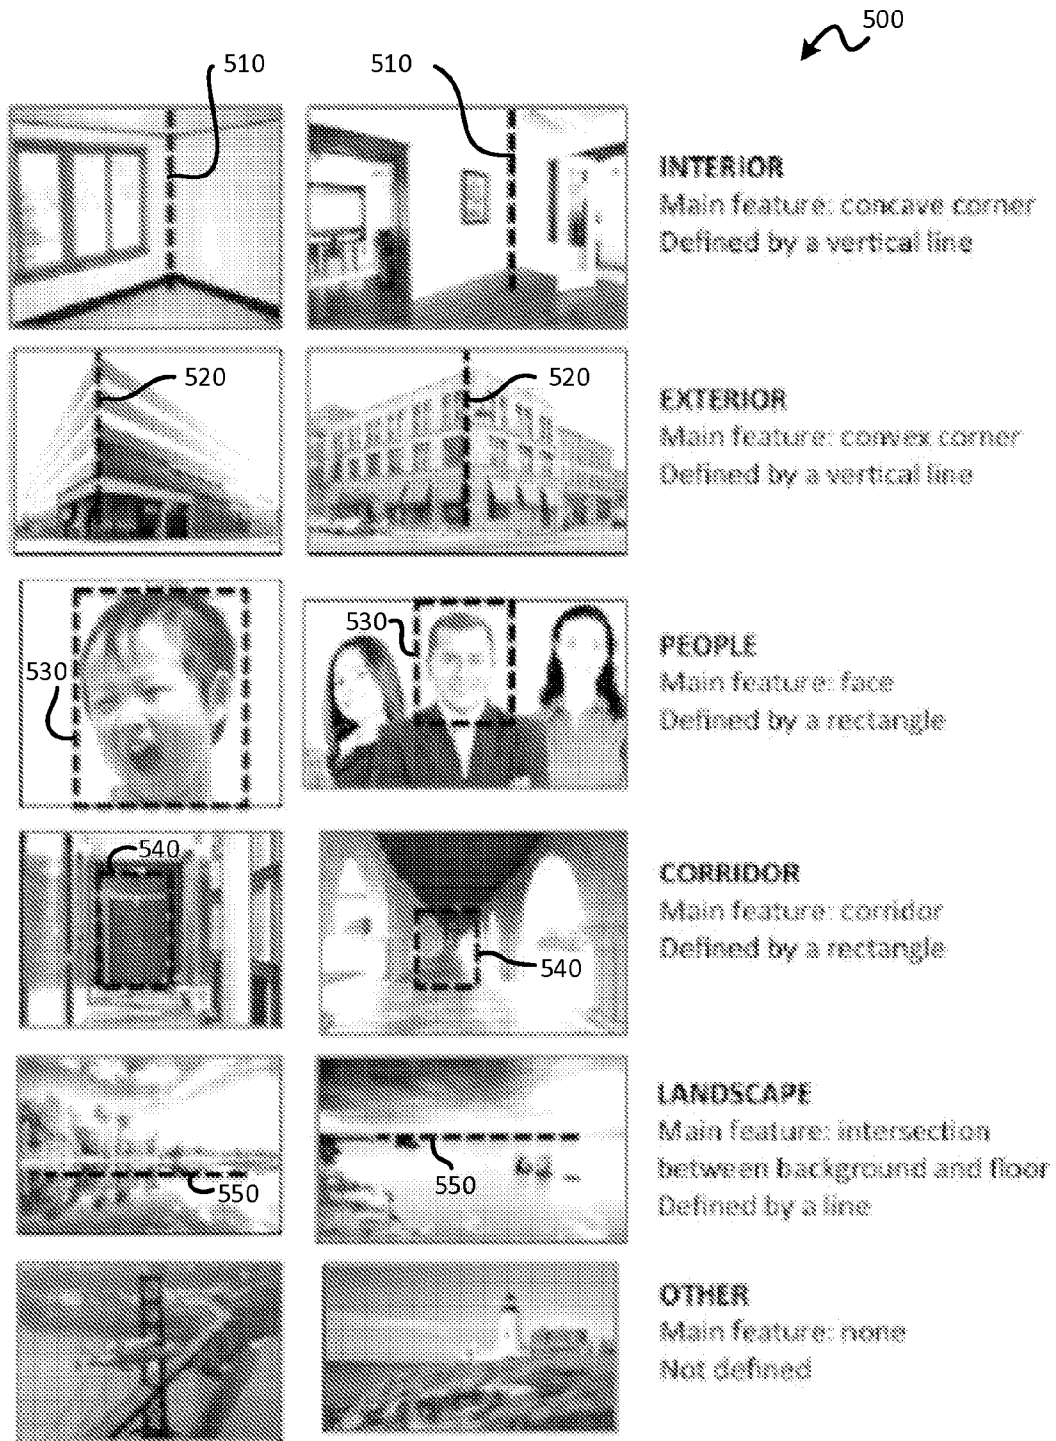 500
510
510
INTERIOR
Main feature: concave corner
Defined by a vertical line
520
520
EXTERIOR
Main feature: convex corner
Defined by a vertical line
530
530
PEOPLE
Main feature: face
Defined by a rectangle
540
540
CORRIDOR
Main feature: corridor
Defined by a rectangle
550
550
LANDSCAPE
Main feature: intersection
between background and floor
Defined by a line
OTHER
Main feature: none
Not defined